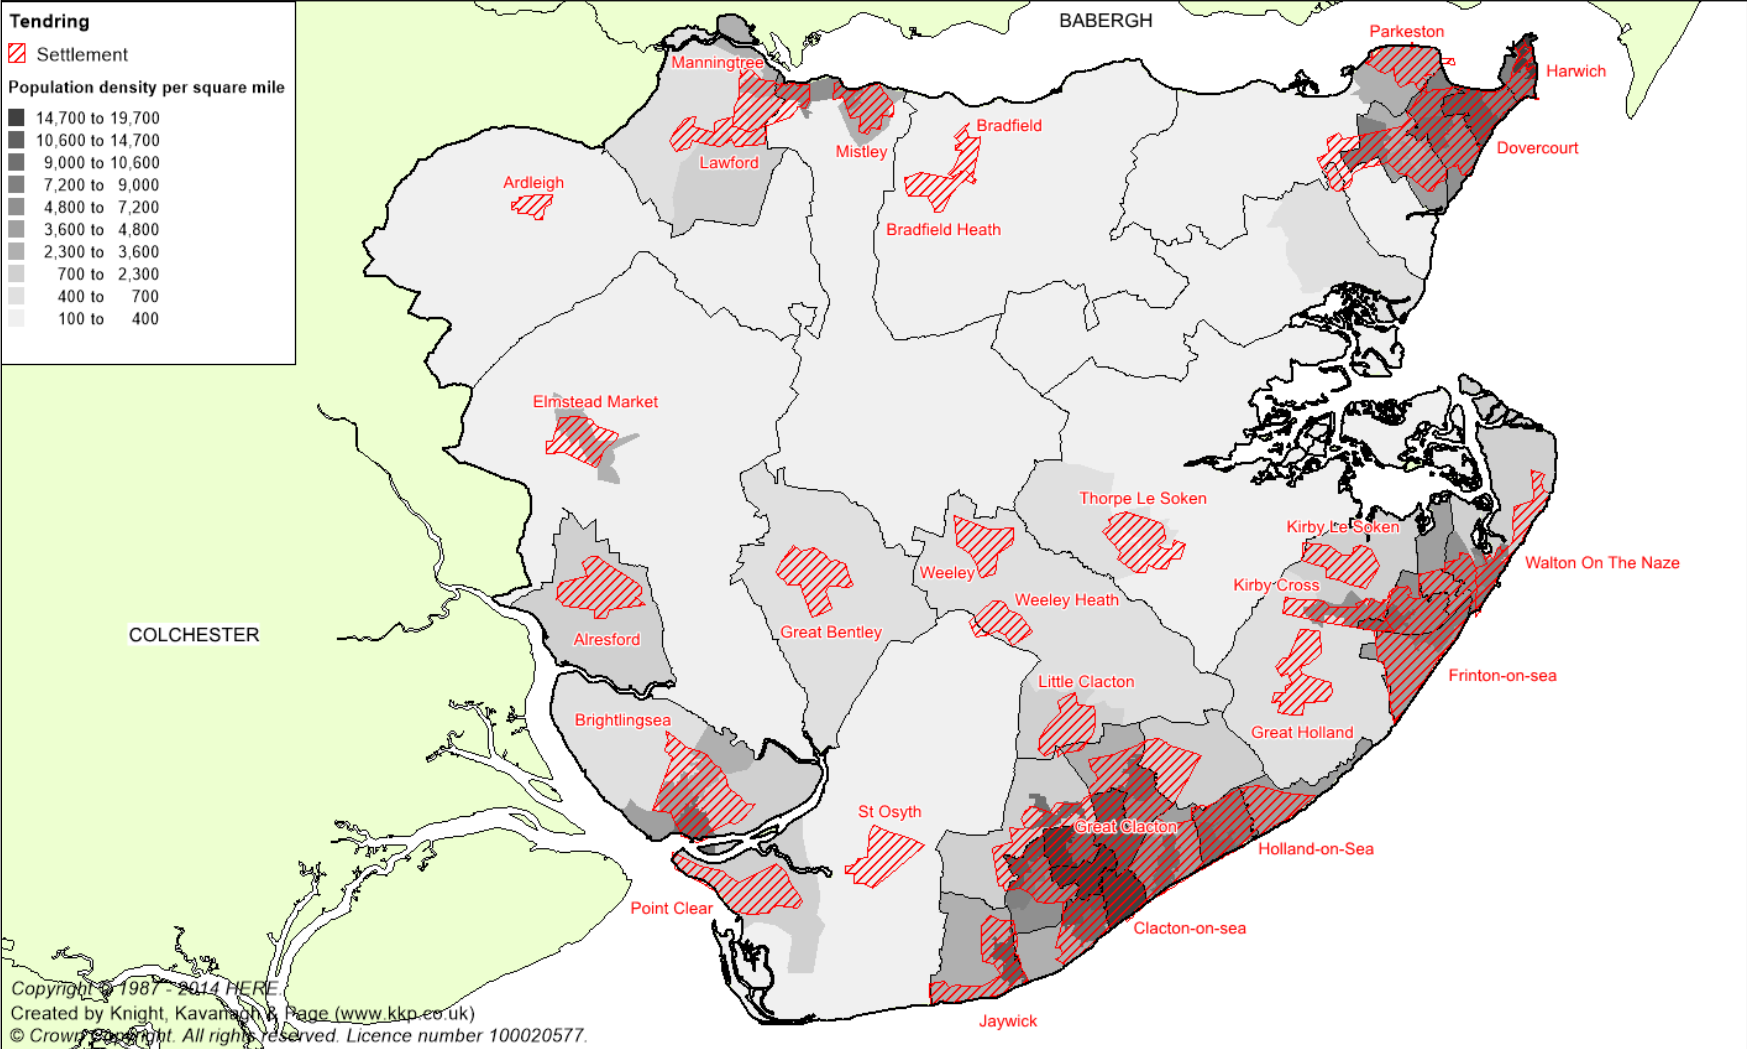 Tendring
Settlement
Population density per square mile
14,700 to 19,700
10,600 to 14,700
9,000 to 10,600
7,200 to 9,000
4,800 to 7,200
3,600 to 4,800
2,300 to 3,600
700 to 2,300
400 to 700
100 to 400
BABERGH
Parkeston
Harwich
Manningtree
Bradfield
Dovercourt
Mistley
Lawford
Ardleigh
Bradfield Heath
Elmstead Market
Thorpe Le Soken
Kirby Le Soken
Walton On The Naze
Weeley
Kirby Cross
Weeley Heath
COLCHESTER
Great Bentley
Alresford
Frinton-on-sea
Little Clacton
Brightlingsea
Great Holland
St Osyth
Great Clacton
Holland-on-Sea
Point Clear
Clacton-on-sea
Jaywick
Copyright © 1987 - 2014 HERE.
Created by Knight, Kavanagh & Page (www.kkp.co.uk)
© Crown Copyright. All rights reserved. Licence number 100020577.